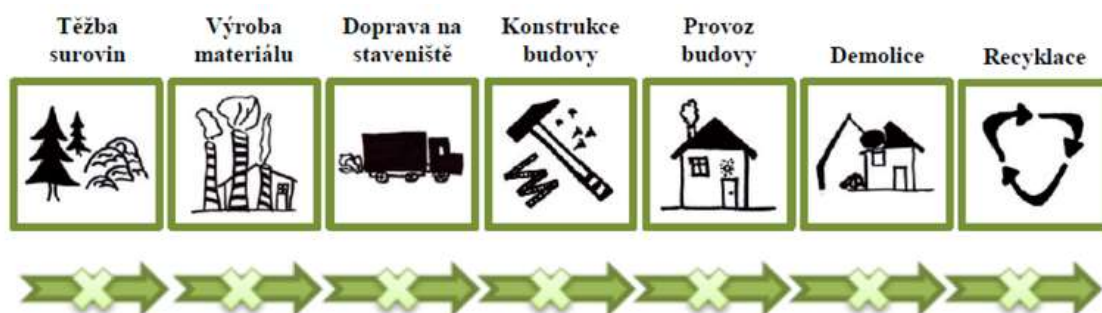 Těžba
surovin
Výroba
materiálu
Doprava na
staveniště
Konstrukce
budovy
Provoz
budovy
Demolice
Recyklace